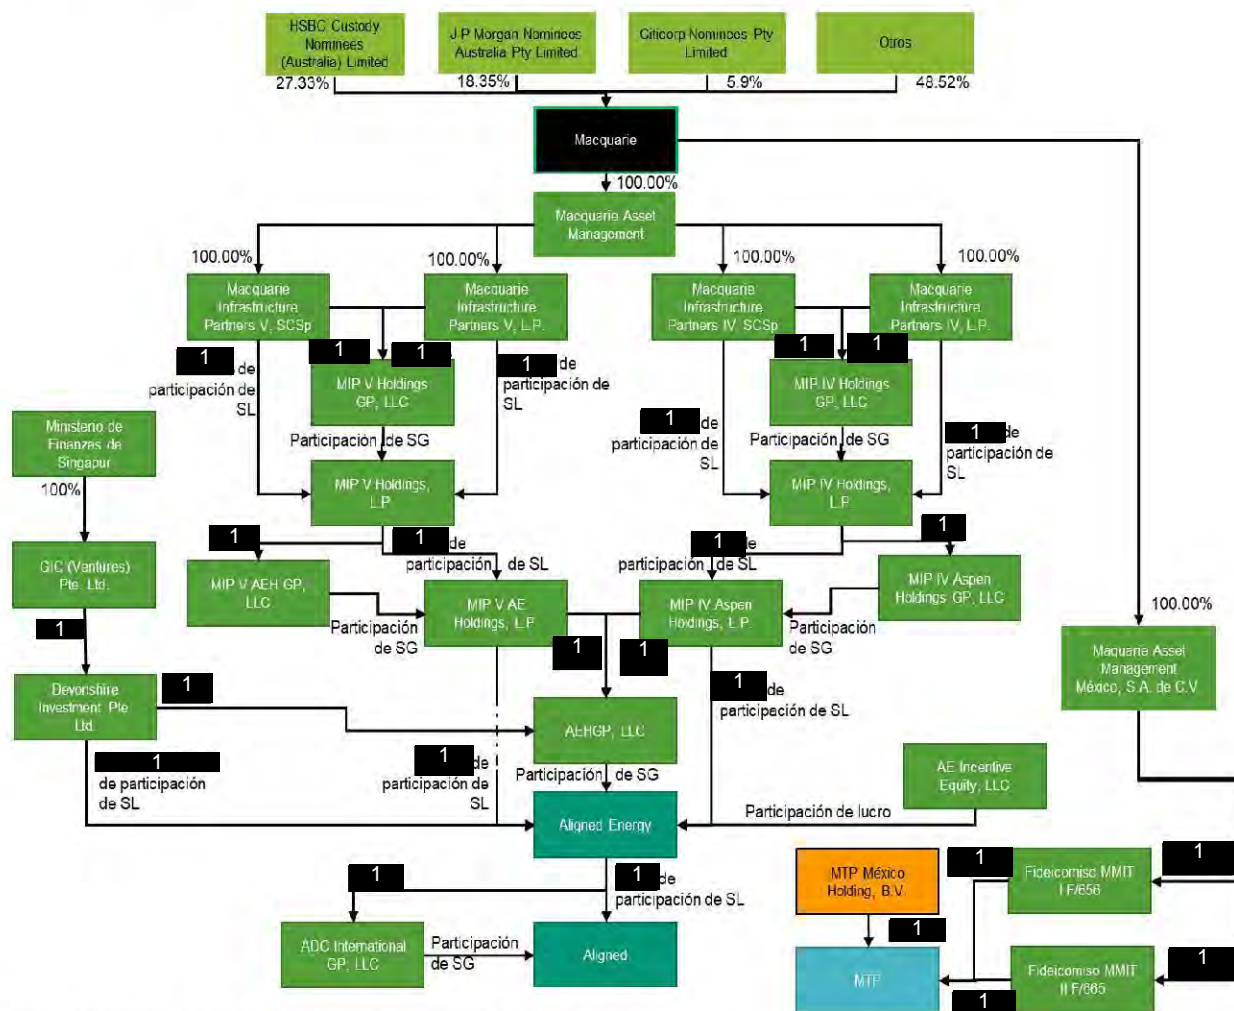 HSBC Custody
Nominees
(Australia) Limited
J.P Morgan Nominees
Australia Pty Limited
Citicorp Nominees Pty
Limited
Otros
27.33%
18.35%
5.9%
48.52%
Macquarie
100.00%
Macquarie Asset
Management
100.00%
100.00%
100.00%
100.00%
Macquarie
Infrastructure
Partners V, SCSp
Macquarie
Infrastructure
Partners V, L.P.
Macquarie
Infrastructure
Partners IV, SCSp
Macquarie
Infrastructure
Partners IV, L.P.
1 de
participación de
SL
1
1
1 de
participación de
SL
1
1
MIP V Holdings
GP, LLC
MIP IV Holdings
GP, LLC
1 de
participación de
SL
1 de
participación de
SL
Ministerio de
Finanzas de
Singapur
Participación de SG
Participación de SG
MIP V Holdings,
L.P
MIP IV Holdings,
L.P
100%
1
1 de
participación de SL
1 de
participación de SL
1
GIC (Ventures)
Pte. Ltd.
MIP V AEH GP,
LLC
MIP V AE
Holdings, L.P
MIP IV Aspen
Holdings, L.P.
MIP IV Aspen
Holdings GP, LLC
100.00%
1
Participación
de SG
1
1
Participación
de SG
Maquarie Asset
Management
México, S.A. de C.V
Devonshire
Investment Pte
Ltd.
1
1 de
participación de SL
AEHGP, LLC
1
de participación
de SL
1 de
participación de
SL
Participación de SG
AE Incentive
Equity, LLC
Aligned Energy
Participación de lucro
1
1 de
participación de SL
MTP México
Holding, B.V.
1
Fideicomiso MMIT
I F/656
1
ADC International
GP, LLC
Participación
de SG
Aligned
1
MTP
1
Fideicomiso MMIT
II F/665
1